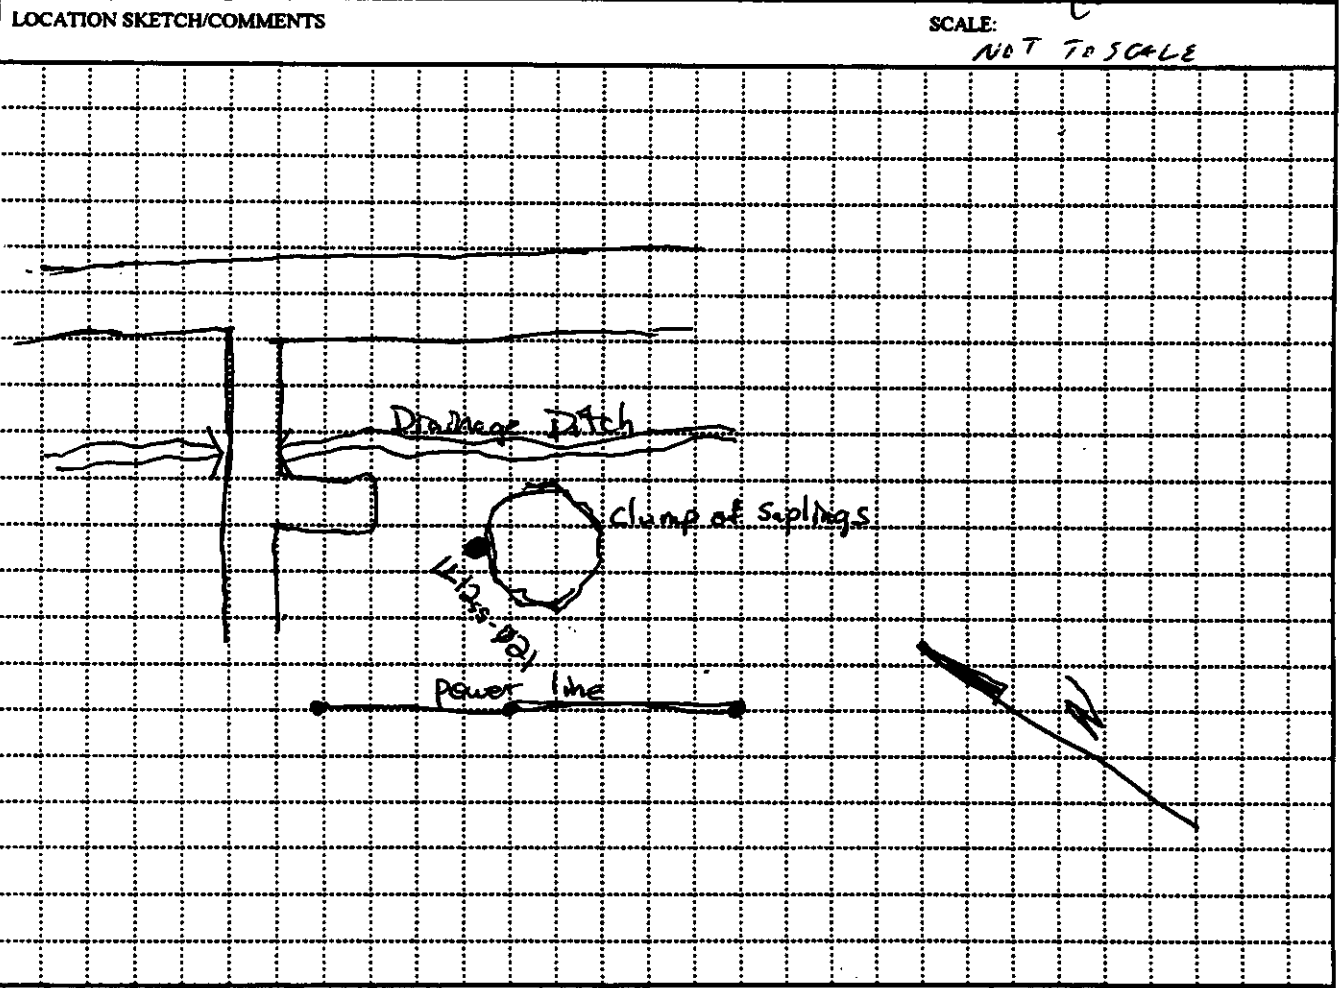 LOCATION SKETCH/COMMENTS
SCALE:
NOT TO SCALE
Drainage Ditch
clump of saplings
power line
N